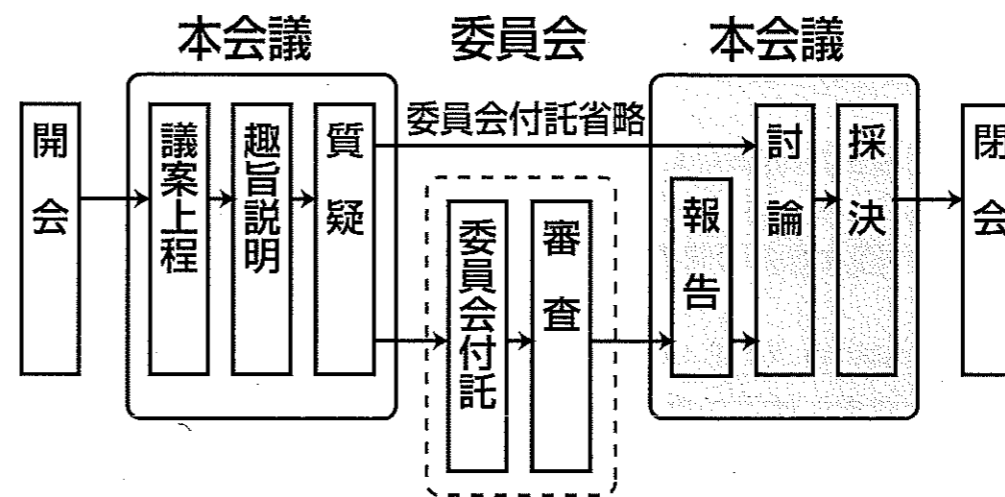 本会議
委員会
本会議
開会
議案上程
趣旨説明
質疑
委員会付託省略
委員会付託
審査
報告
討論
採決
閉会